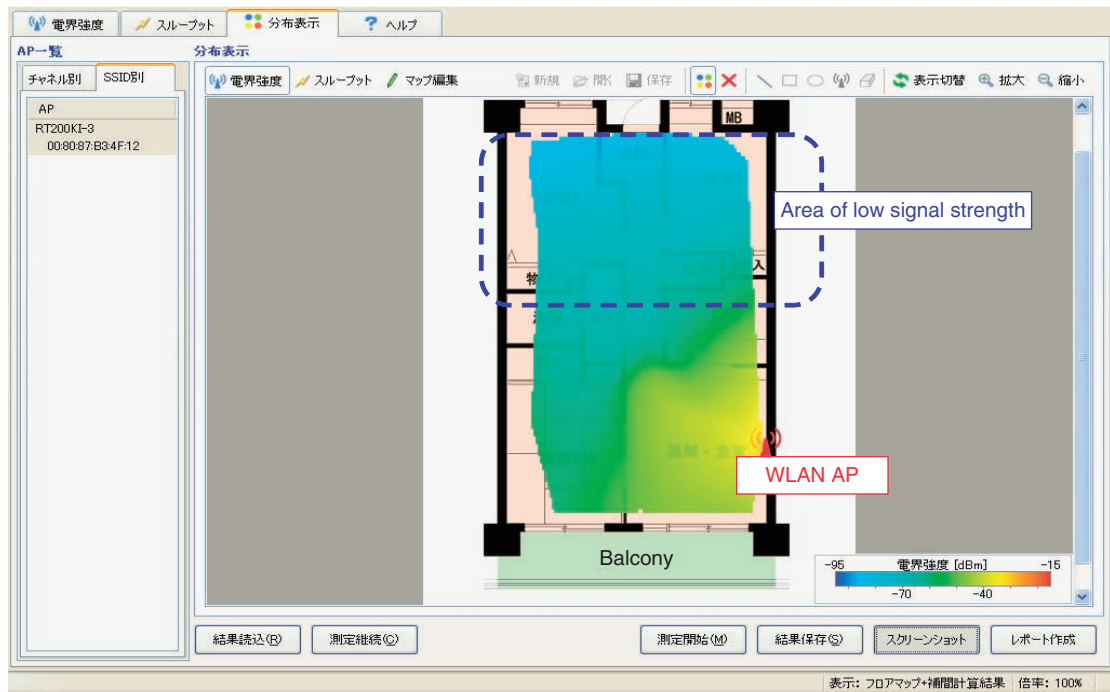 電界強度 スループット 分布表示 ? ヘルプ
AP一覧
分布表示
チャネル別 SSID別
電界強度 スループット マップ編集 新規 開く 保存 表示切替 拡大 縮小
AP
RT200KI-3
00:80:87:B3:4F:12
MB
Area of low signal strength
物
入
WLAN AP
Balcony
-95 電界強度 [dBm] -15
-70 -40
結果読込(R) 測定継続(C) 測定開始(M) 結果保存(S) スクリーンショット レポート作成
表示: フロアマップ+補間計算結果 倍率: 100%